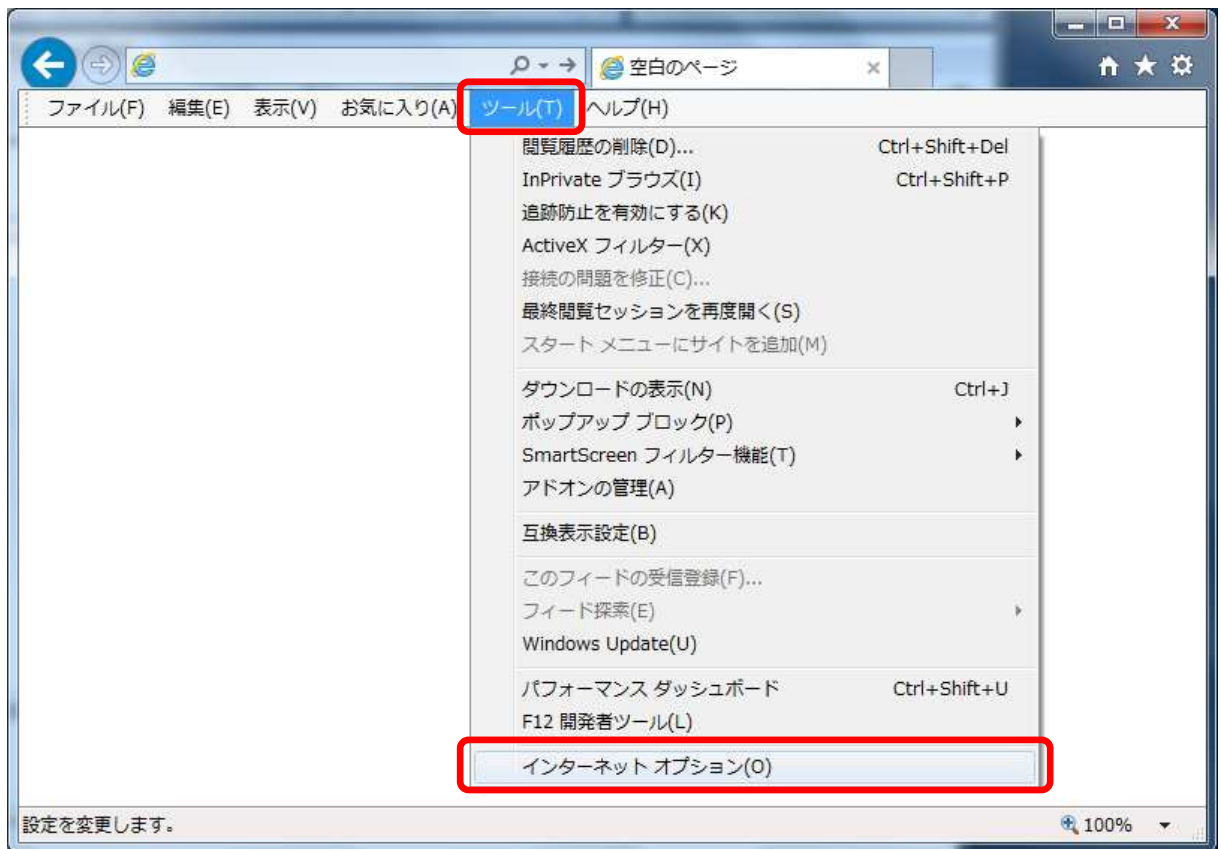 空白のページ
ファイル(F) 編集(E) 表示(V) お気に入り(A) ツール(T) ヘルプ(H)
閲覧履歴の削除(D)... Ctrl+Shift+Del
InPrivate ブラウズ(I) Ctrl+Shift+P
追跡防止を有効にする(K)
ActiveX フィルター(X)
接続の問題を修正(C)...
最終閲覧セッションを再度開く(S)
スタート メニューにサイトを追加(M)
ダウンロードの表示(N) Ctrl+J
ポップアップ ブロック(P)
SmartScreen フィルター機能(T)
アドオンの管理(A)
互換表示設定(B)
このフィードの受信登録(F)...
フィード探索(E)
Windows Update(U)
パフォーマンス ダッシュボード Ctrl+Shift+U
F12 開発者ツール(L)
インターネット オプション(O)
設定を変更します。 100%